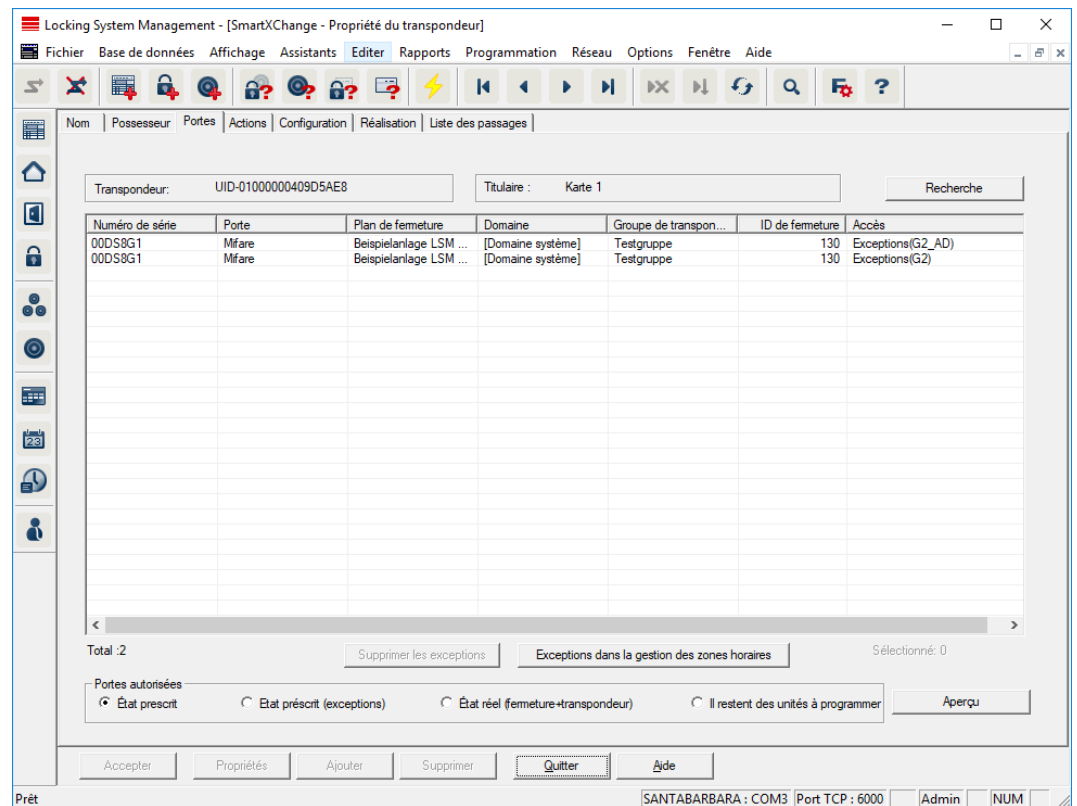 Locking System Management - [SmartXChange - Propriété du transpondeur]
Fichier Base de données Affichage Assistants Editer Rapports Programmation Réseau Options Fenêtre Aide
Nom Possesseur Portes Actions Configuration Réalisation Liste des passages
Transpondeur: UID-01000000409D5AE8 Titulaire : Karte 1 Recherche
Numéro de série Porte Plan de fermeture Domaine Groupe de transpon... ID de fermeture Accès
00DS8G1 Mifare Beispielanlage LSM ... [Domaine système] Testgruppe 130 Exceptions(G2_AD)
00DS8G1 Mifare Beispielanlage LSM ... [Domaine système] Testgruppe 130 Exceptions(G2)
23
Total :2 Supprimer les exceptions Exceptions dans la gestion des zones horaires Sélectionné: 0
Portes autorisées
État prescrit Etat préscrit (exceptions) État réel (fermeture+transpondeur) Il restent des unités à programmer Aperçu
Accepter Propriétés Ajouter Supprimer Quitter Aide
Prêt SANTABARBARA : COM3 Port TCP : 6000 Admin NUM